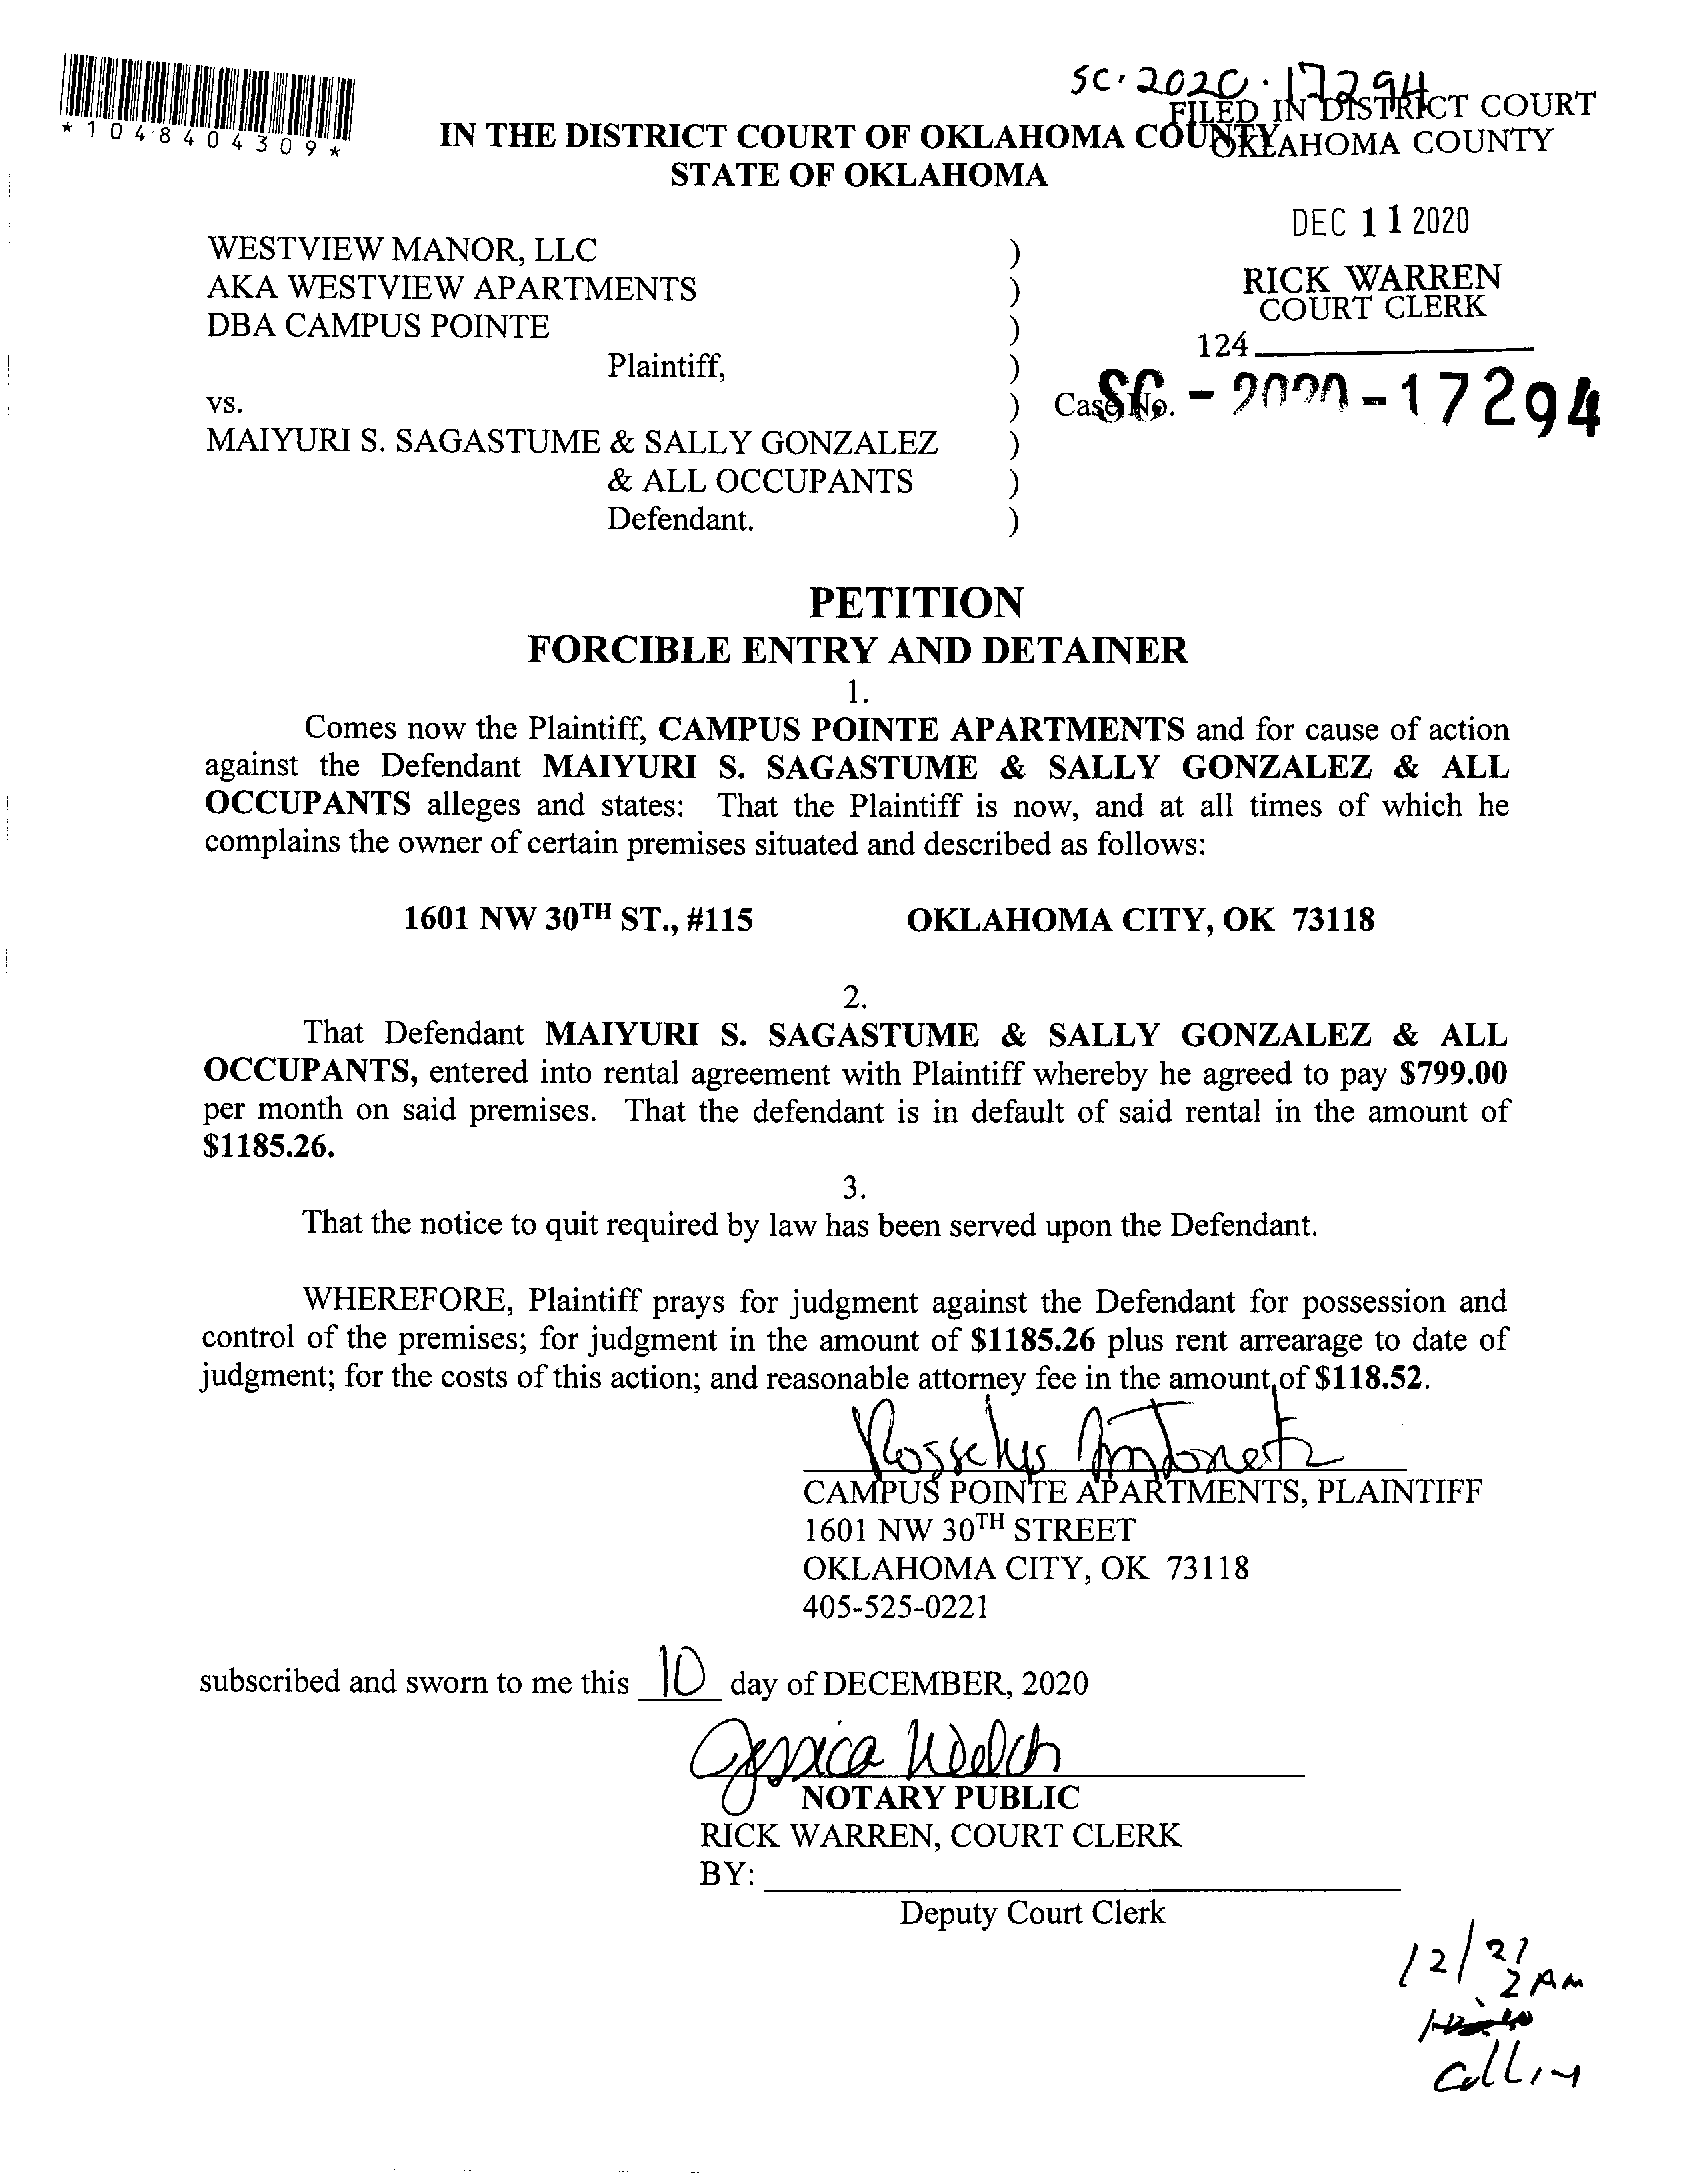 *1048404309*
SC-2020-17294
FILED IN DISTRICT COURT
OKLAHOMA COUNTY
IN THE DISTRICT COURT OF OKLAHOMA COUNTY
STATE OF OKLAHOMA
DEC 11 2020
RICK WARREN
COURT CLERK
124
WESTVIEW MANOR, LLC )
AKA WESTVIEW APARTMENTS )
DBA CAMPUS POINTE )
Plaintiff, )
vs. ) Case No. SC - 2020 - 17294
MAIYURI S. SAGASTUME & SALLY GONZALEZ )
& ALL OCCUPANTS )
Defendant. )
PETITION
FORCIBLE ENTRY AND DETAINER
1.
Comes now the Plaintiff, CAMPUS POINTE APARTMENTS and for cause of action
against the Defendant MAIYURI S. SAGASTUME & SALLY GONZALEZ & ALL
OCCUPANTS alleges and states: That the Plaintiff is now, and at all times of which he
complains the owner of certain premises situated and described as follows:
1601 NW 30TH ST., #115 OKLAHOMA CITY, OK 73118
2.
That Defendant MAIYURI S. SAGASTUME & SALLY GONZALEZ & ALL
OCCUPANTS, entered into rental agreement with Plaintiff whereby he agreed to pay $799.00
per month on said premises. That the defendant is in default of said rental in the amount of
$1185.26.
3.
That the notice to quit required by law has been served upon the Defendant.
WHEREFORE, Plaintiff prays for judgment against the Defendant for possession and
control of the premises; for judgment in the amount of $1185.26 plus rent arrearage to date of
judgment; for the costs of this action; and reasonable attorney fee in the amount of $118.52.
CAMPUS POINTE APARTMENTS, PLAINTIFF
1601 NW 30TH STREET
OKLAHOMA CITY, OK 73118
405-525-0221
subscribed and sworn to me this 10 day of DECEMBER, 2020
Jessica Welch
NOTARY PUBLIC
RICK WARREN, COURT CLERK
BY:
Deputy Court Clerk
12/21
2 AM